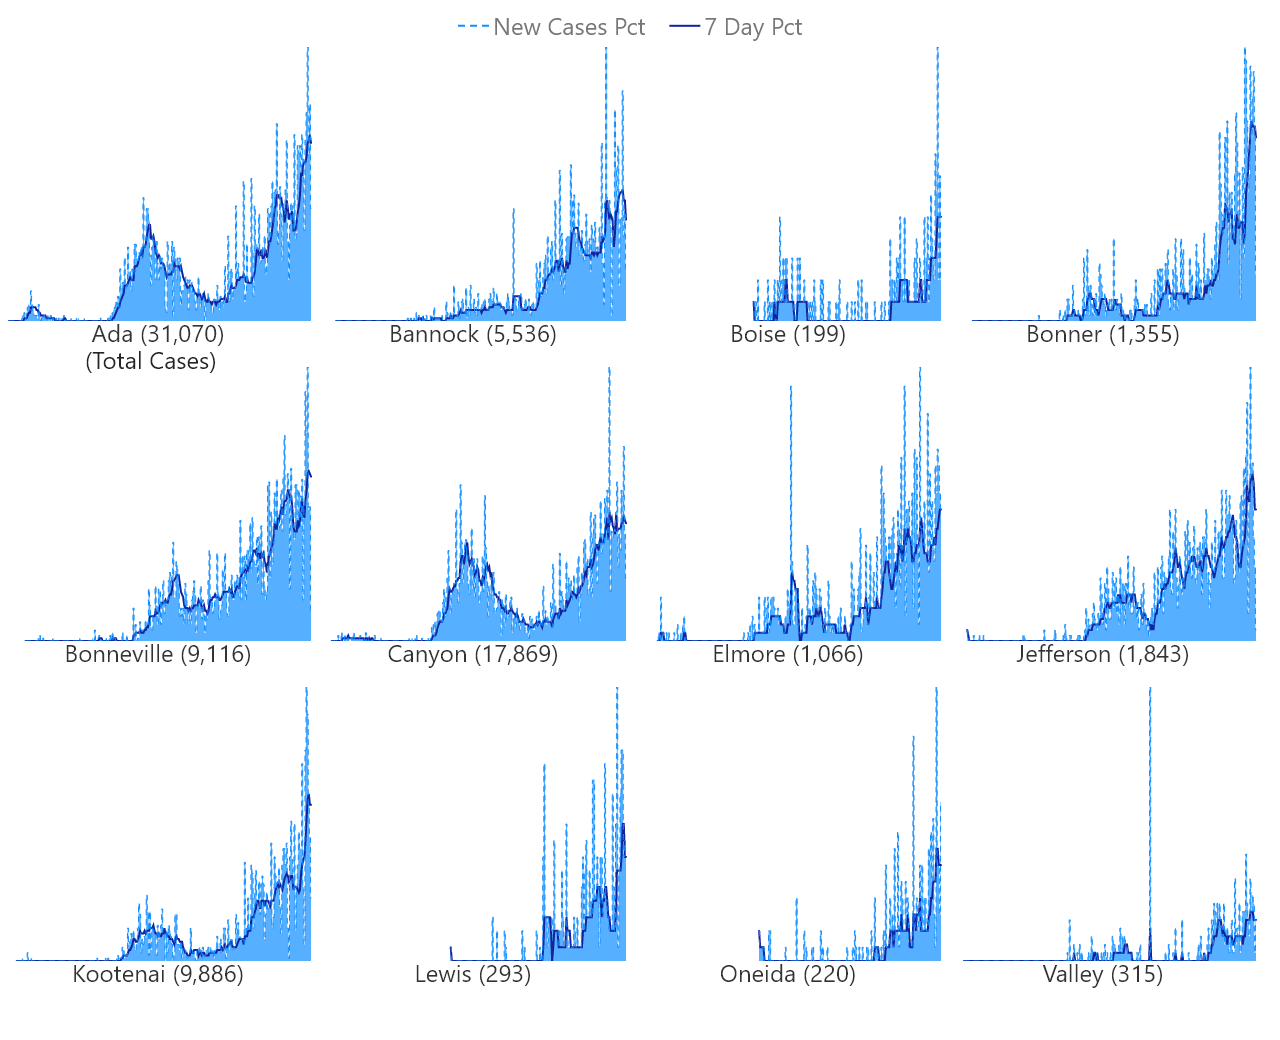 New Cases Pct 7 Day Pct
Ada (31,070) Bannock (5,536) Boise (199) Bonner (1,355)
(Total Cases)
Bonneville (9,116) Canyon (17,869) Elmore (1,066) Jefferson (1,843)
Kootenai (9,886) Lewis (293) Oneida (220) Valley (315)